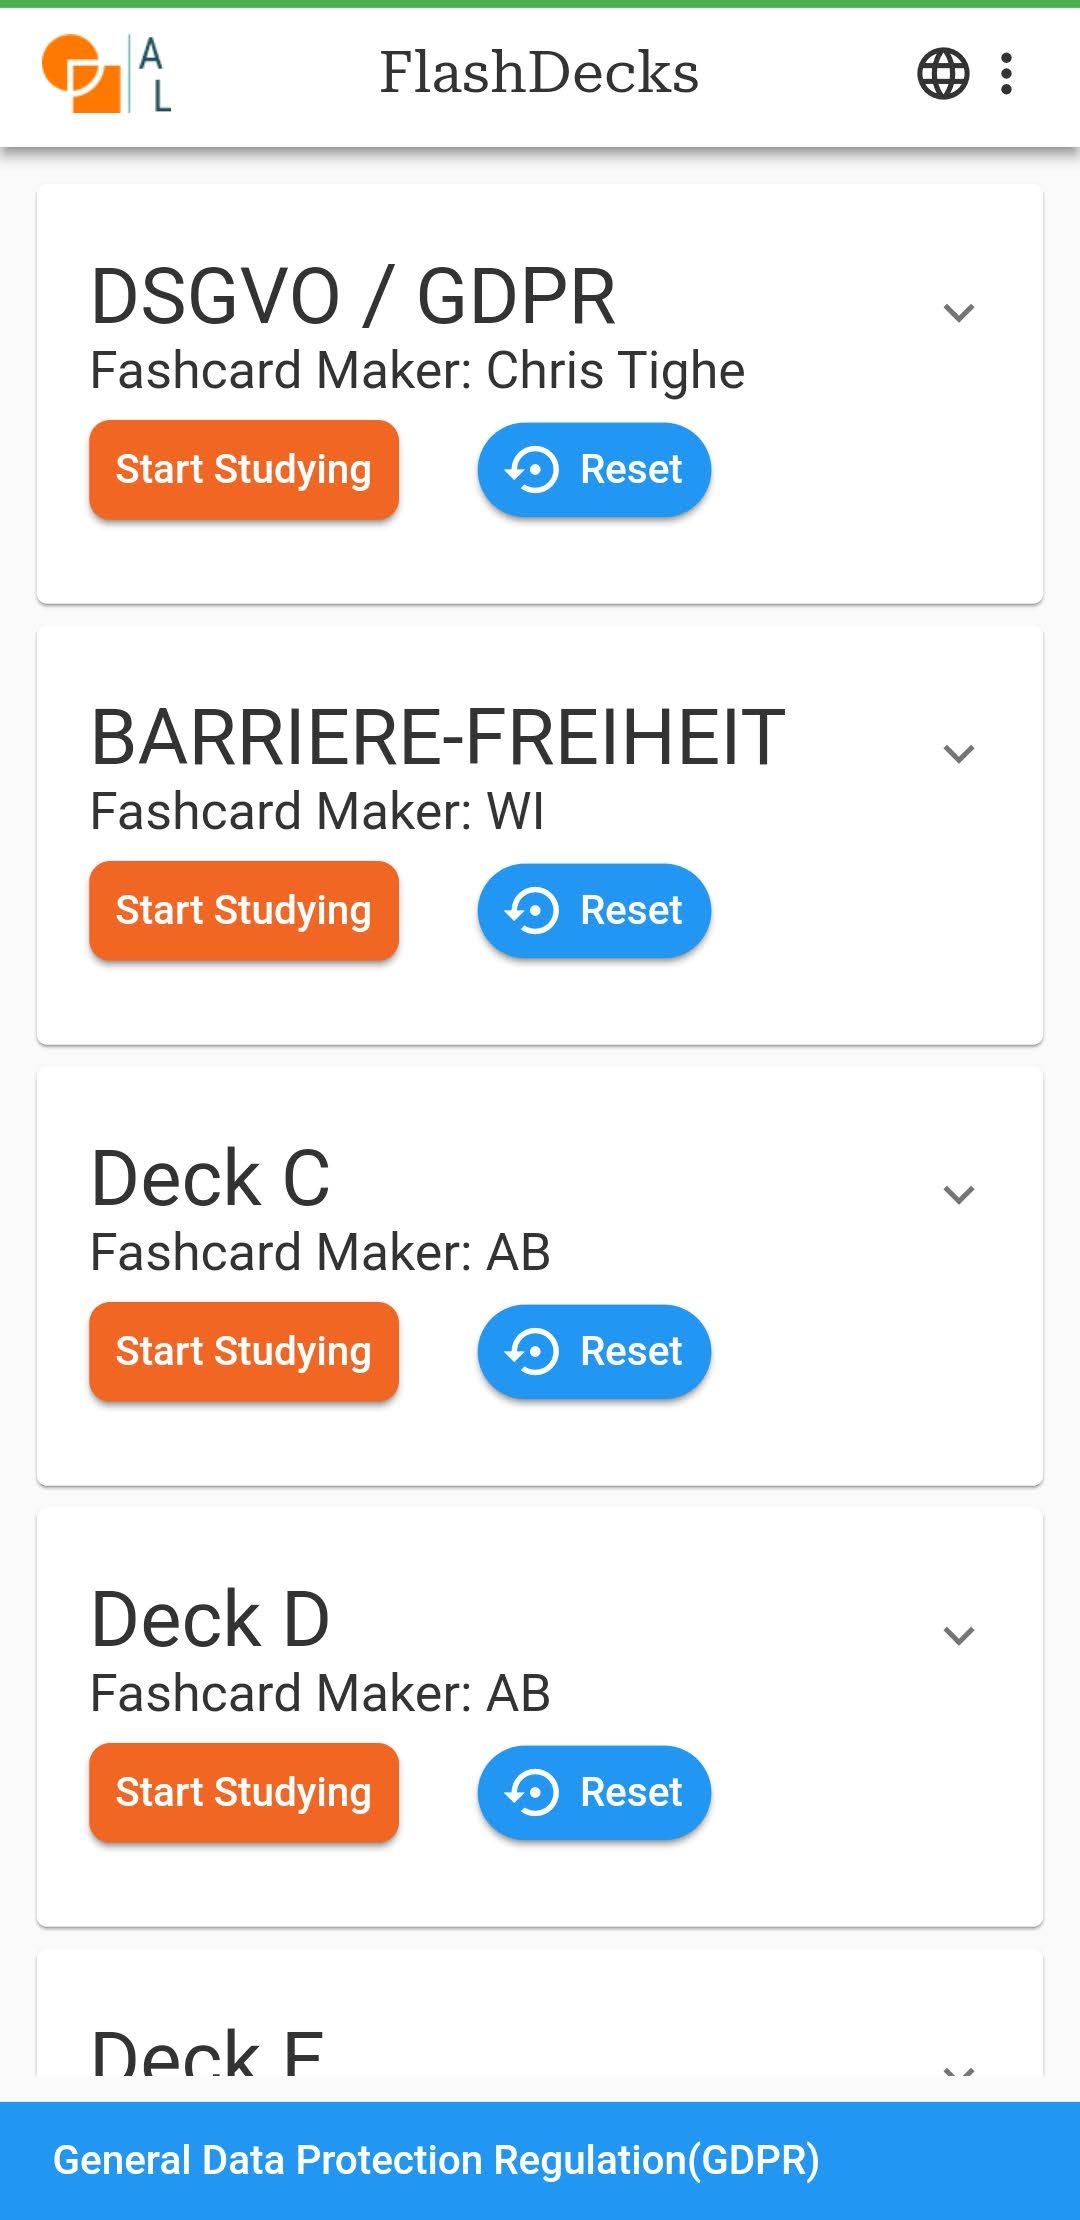 A
L
FlashDecks
DSGVO / GDPR
Fashcard Maker: Chris Tighe
Start Studying Reset
BARRIERE-FREIHEIT
Fashcard Maker: WI
Start Studying Reset
Deck C
Fashcard Maker: AB
Start Studying Reset
Deck D
Fashcard Maker: AB
Start Studying Reset
Deck
General Data Protection Regulation(GDPR)